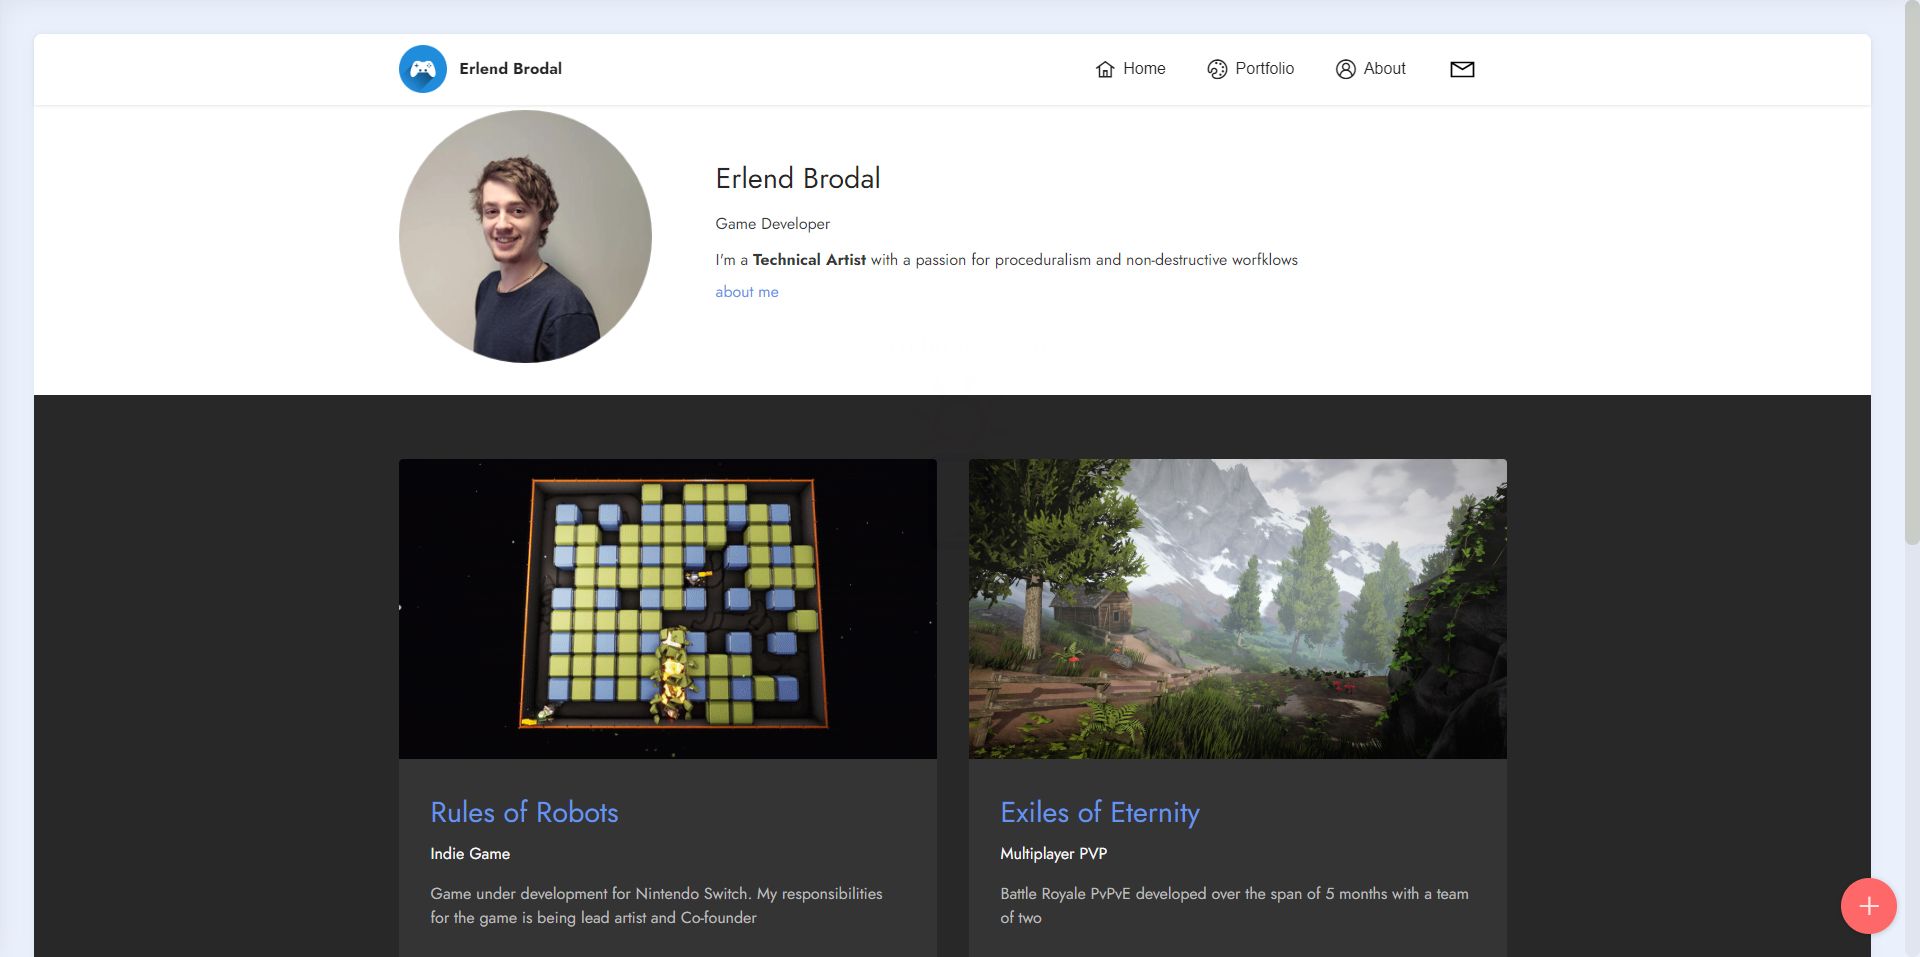 Erlend Brodal
Home
Portfolio
About
Erlend Brodal
Game Developer
I'm a Technical Artist with a passion for proceduralism and non-destructive worfklows
about me
Rules of Robots
Indie Game
Game under development for Nintendo Switch. My responsibilities
for the game is being lead artist and Co-founder
Exiles of Eternity
Multiplayer PVP
Battle Royale PvPvE developed over the span of 5 months with a team
of two